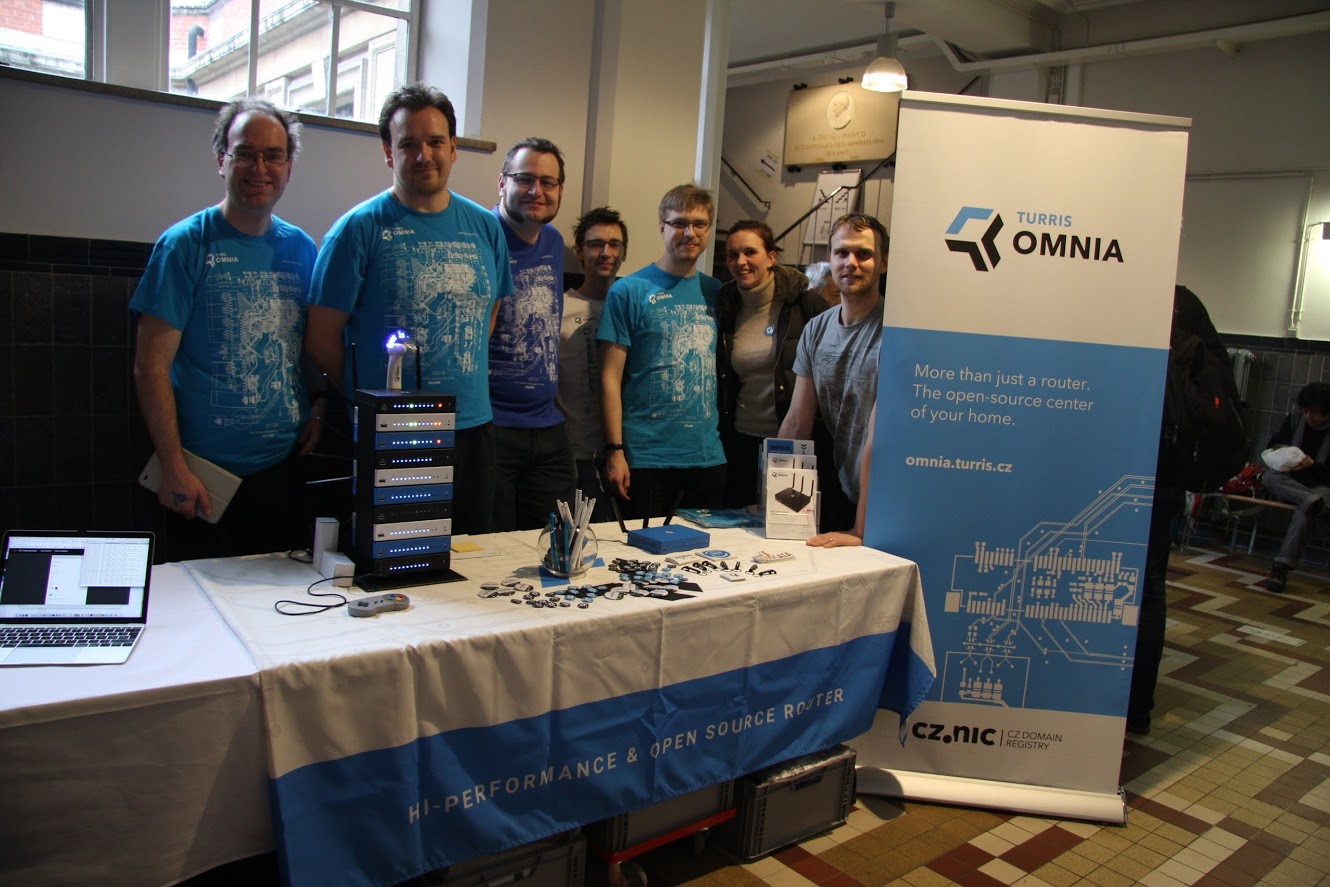 TURRIS
OMNIA
More than just a router.
The open-source center
of your home.
omnia.turris.cz
cz.nic
CZ DOMAIN
REGISTRY
HI-PERFORMANCE & OPEN SOURCE ROUTER
OMNIA
OMNIA
OMNIA